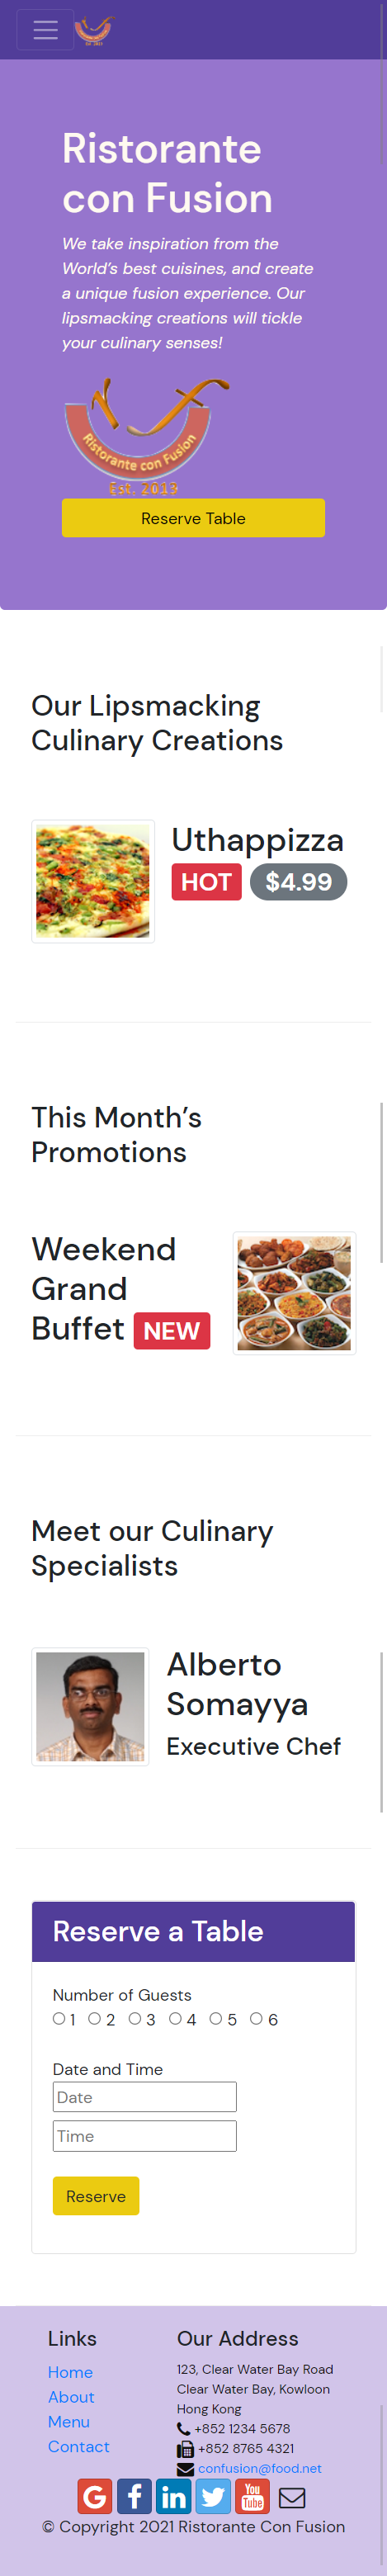 Ristorante
con Fusion
We take inspiration from the
World’s best cuisines, and create
a unique fusion experience. Our
lipsmacking creations will tickle
your culinary senses!
Ristorante con Fusion
Est. 2013
Reserve Table
Our Lipsmacking
Culinary Creations
Uthappizza
HOT $4.99
This Month’s
Promotions
Weekend
Grand
Buffet NEW
Meet our Culinary
Specialists
Alberto
Somayya
Executive Chef
Reserve a Table
Number of Guests
1 2 3 4 5 6
Date and Time
Date
Time
Reserve
Links
Home
About
Menu
Contact
Our Address
123, Clear Water Bay Road
Clear Water Bay, Kowloon
Hong Kong
+852 1234 5678
+852 8765 4321
confusion@food.net
G f in You Tube
© Copyright 2021 Ristorante Con Fusion